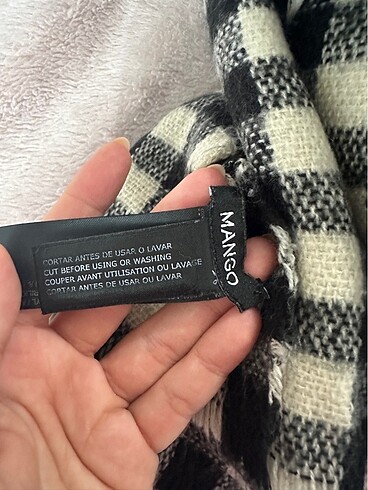 CORTAR ANTES DE USAR O LAVAR
CUT BEFORE USING OR WASHING
COUPER AVANT UTILISATION OU LAVAGE
CORTAR ANTES DE USAR OU LAVAR
MANGO